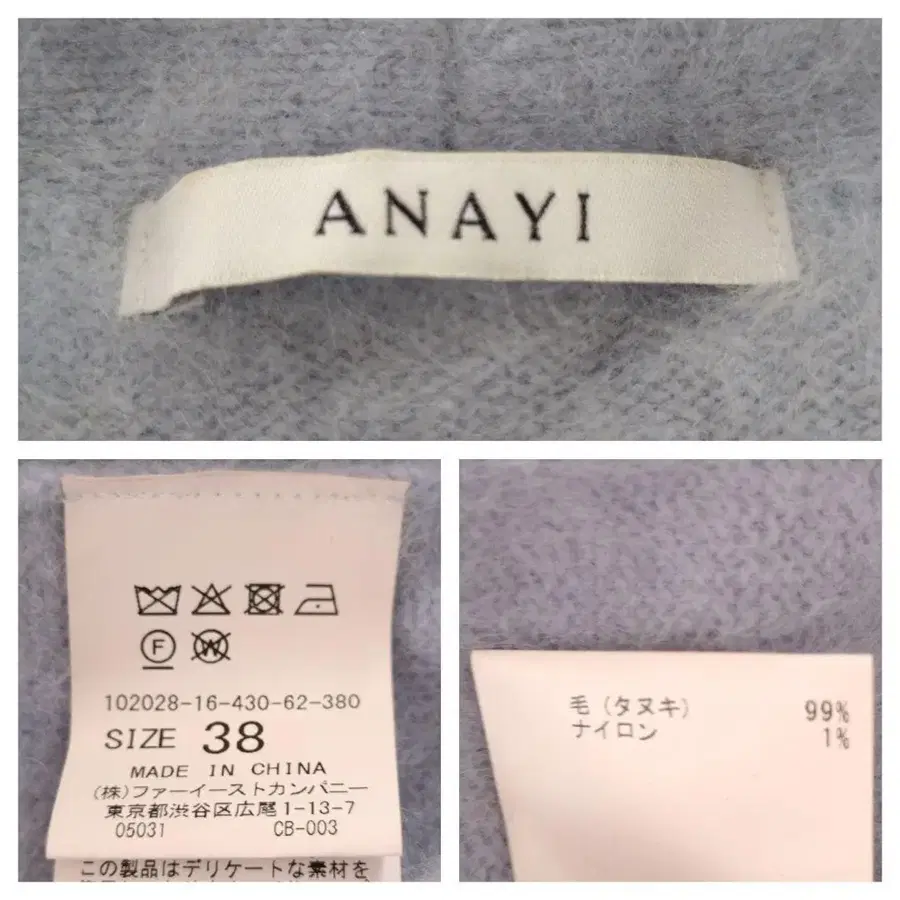 ANAYI
102028-16-430-62-380
SIZE 38
MADE IN CHINA
(株)ファーイーストカンパニー
東京都渋谷区広尾1-13-7
05031 CB-003
この製品はデリケートな素材を
毛(タヌキ) 99%
ナイロン 1%